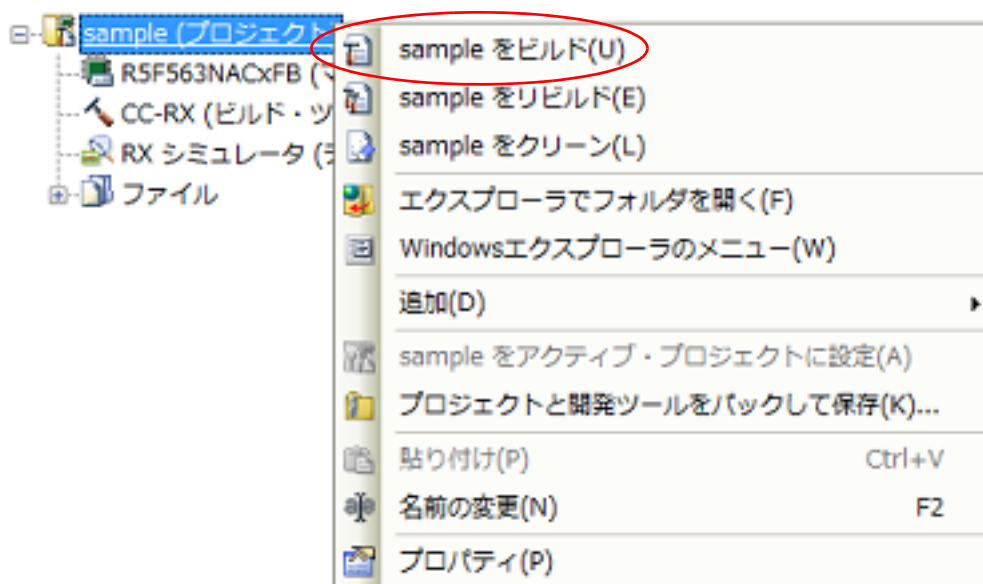 sample (プロジェクト
R5F563NACxFB (
CC-RX (ビルド・ツ
RX シミュレータ (デ
ファイル
sample をビルド(U)
sample をリビルド(E)
sample をクリーン(L)
エクスプローラでフォルダを開く(F)
Windowsエクスプローラのメニュー(W)
追加(D)
sample をアクティブ・プロジェクトに設定(A)
プロジェクトと開発ツールをパックして保存(K)...
貼り付け(P) Ctrl+V
名前の変更(N) F2
プロパティ(P)